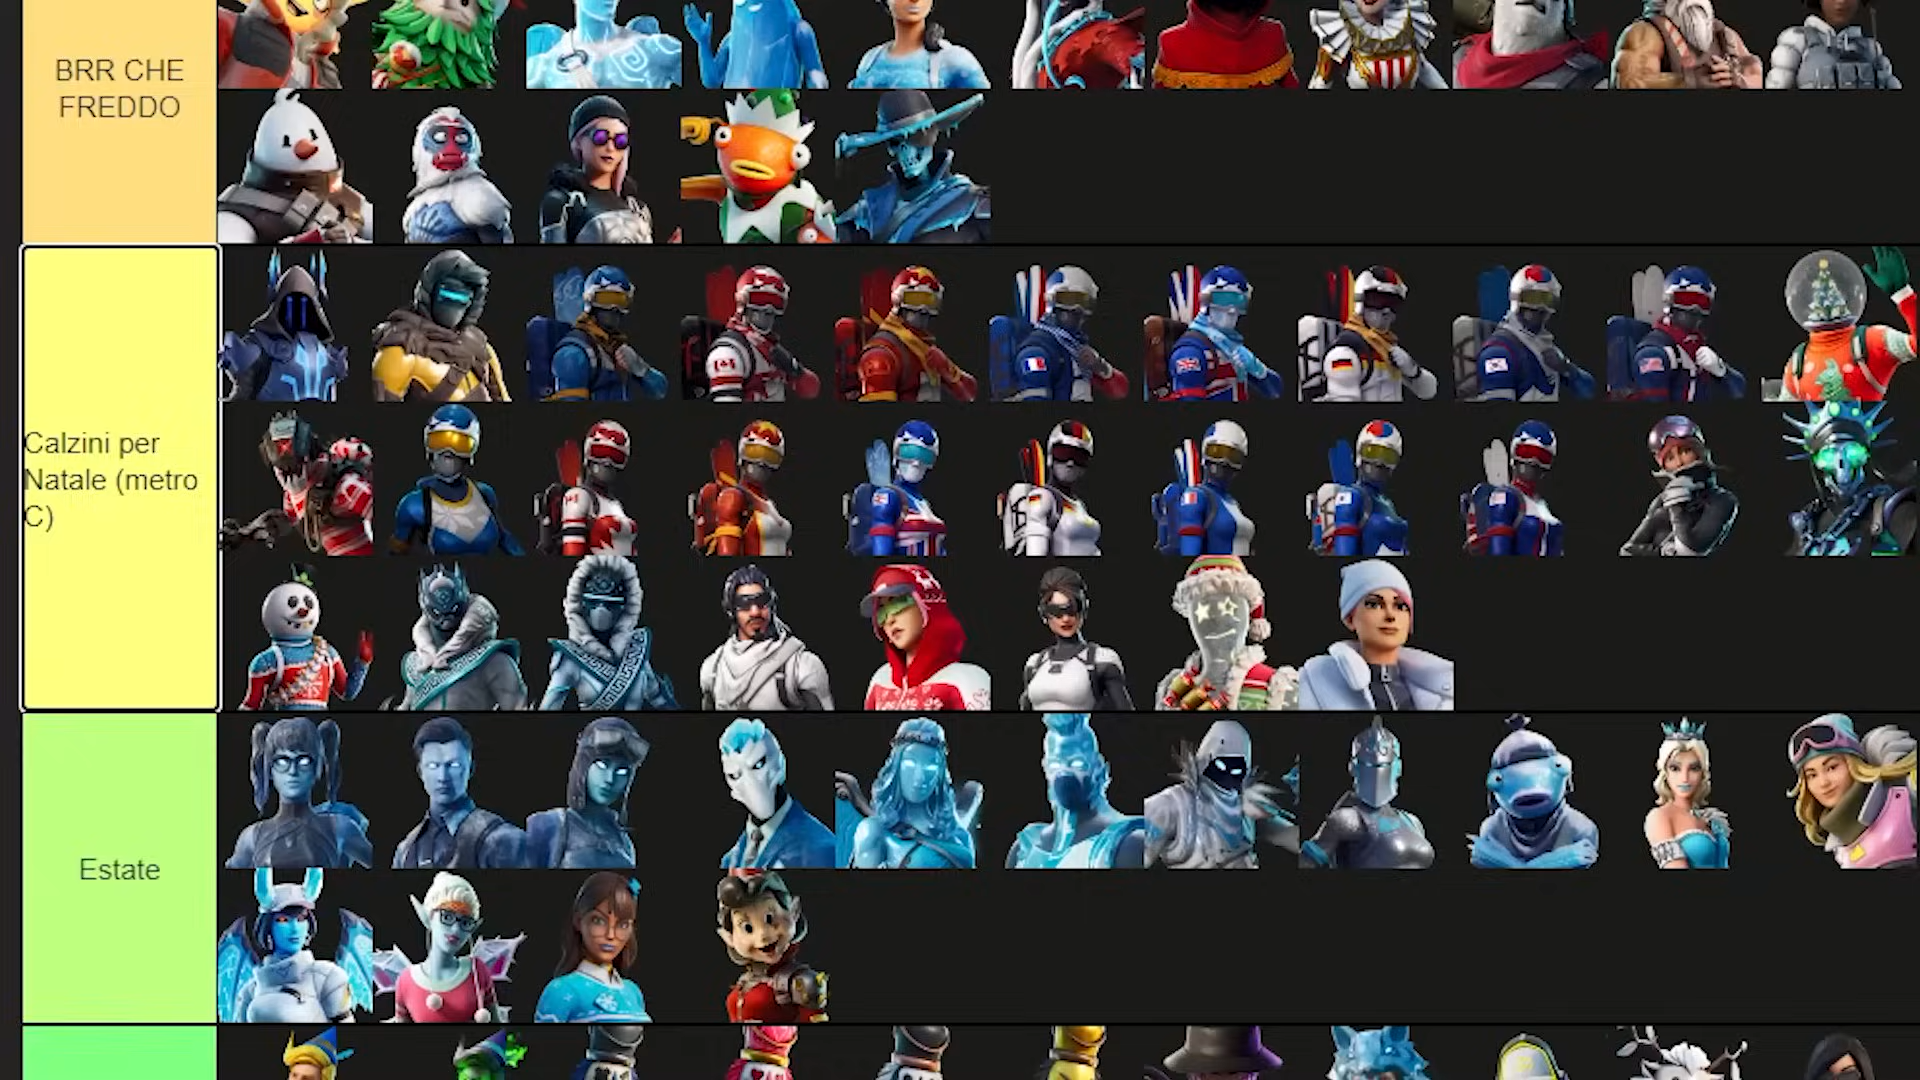 BRR CHE
FREDDO
Calzini per
Natale (metro
C)
Estate